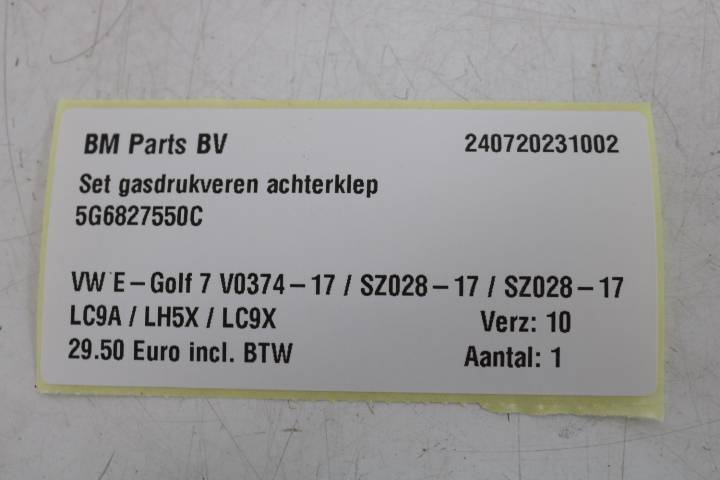 BM Parts BV 240720231002
Set gasdrukveren achterklep
5G6827550C
VW E-Golf 7 V0374-17 / SZ028-17 / SZ028-17
LC9A / LH5X / LC9X Verz: 10
29.50 Euro incl. BTW Aantal: 1